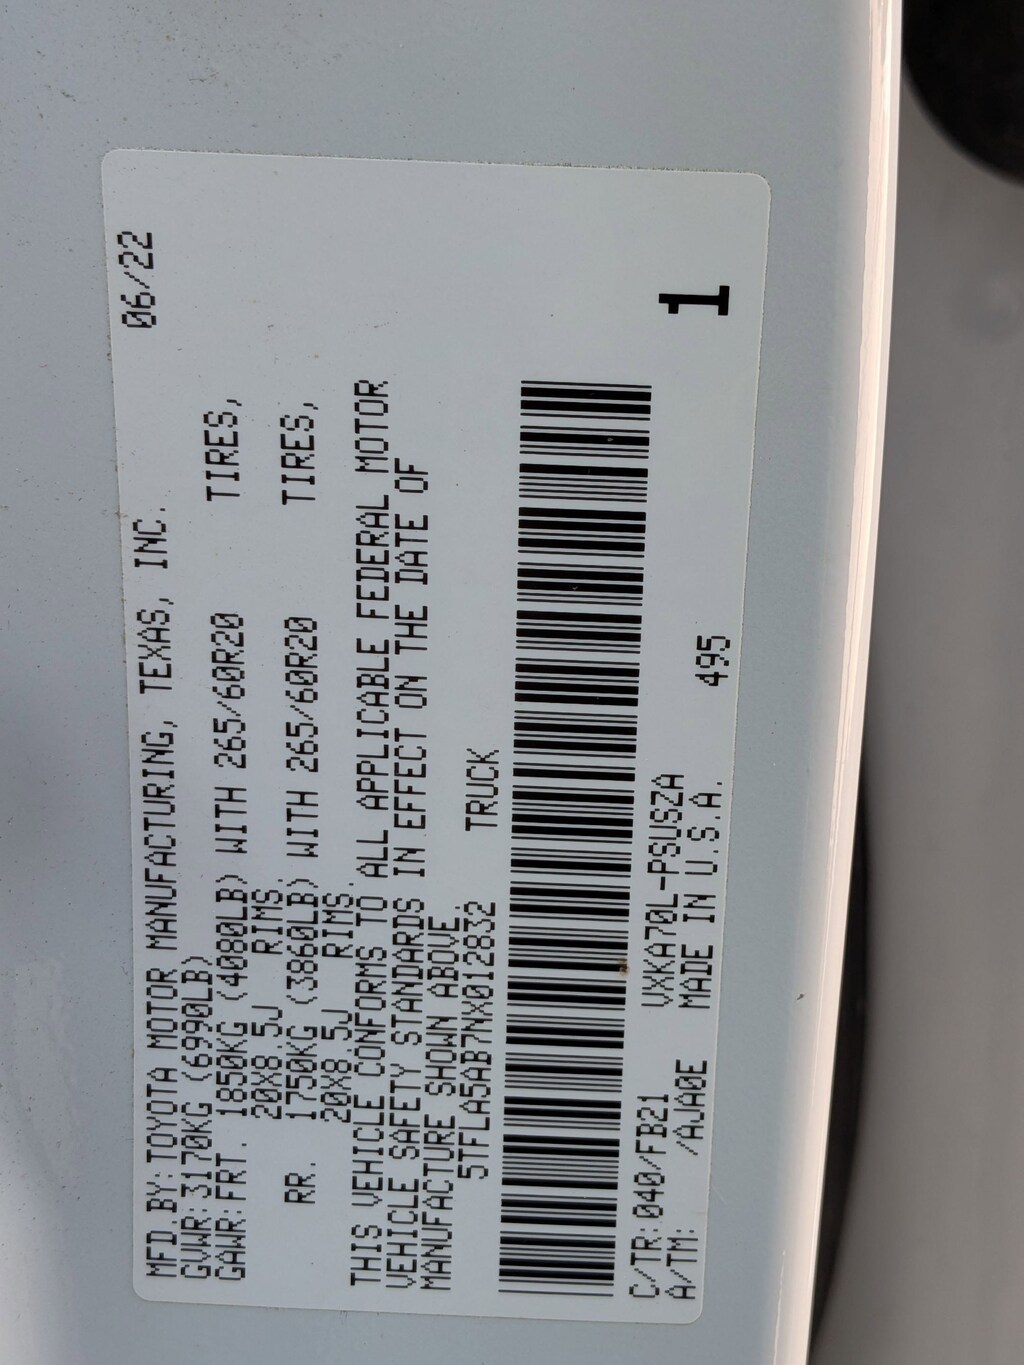 06/22
MFD.BY:TOYOTA MOTOR MANUFACTURING, TEXAS, INC.
GVWR:3170KG (6990LB)
GAWR:FRT. 1850KG (4080LB) WITH 265/60R20 TIRES,
20X8.5J RIMS
RR. 1750KG (3860LB) WITH 265/60R20 TIRES,
20X8.5J RIMS.
THIS VEHICLE CONFORMS TO ALL APPLICABLE FEDERAL MOTOR
VEHICLE SAFETY STANDARDS IN EFFECT ON THE DATE OF
MANUFACTURE SHOWN ABOVE.
5TFLA5AB7NX012832 TRUCK
1
C/TR:040/FB21 VXKA70L-PSUSZA
A/TM: /AJA0E MADE IN U.S.A. 495